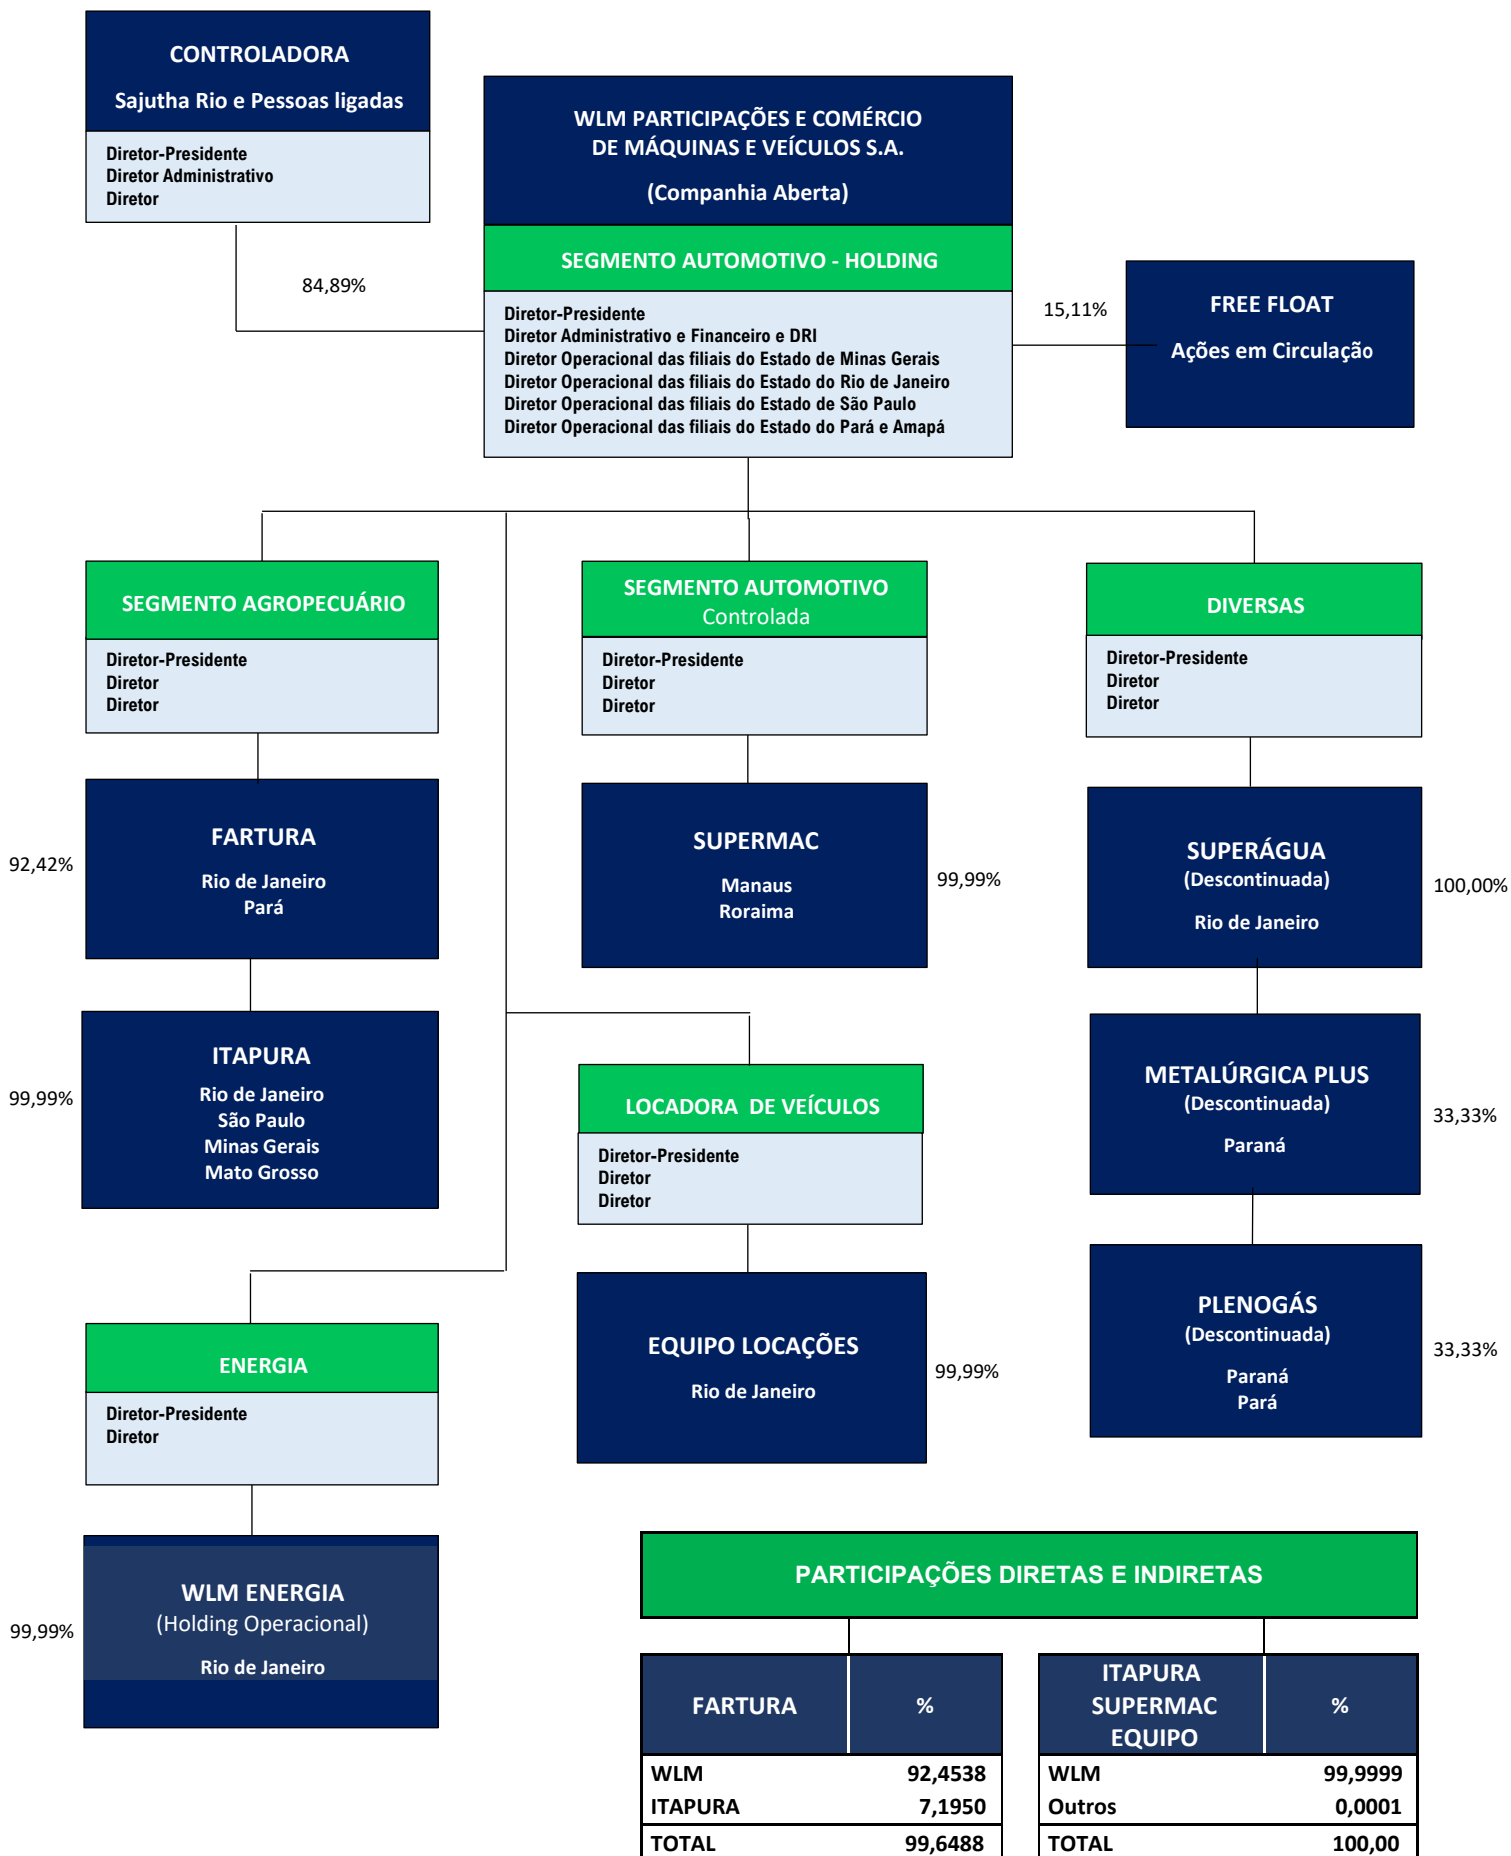 CONTROLADORA
Sajutha Rio e Pessoas ligadas
Diretor-Presidente
Diretor Administrativo
Diretor
84,89%
WLM PARTICIPAÇÕES E COMÉRCIO
DE MÁQUINAS E VEÍCULOS S.A.
(Companhia Aberta)
SEGMENTO AUTOMOTIVO - HOLDING
Diretor-Presidente
Diretor Administrativo e Financeiro e DRI
Diretor Operacional das filiais do Estado de Minas Gerais
Diretor Operacional das filiais do Estado do Rio de Janeiro
Diretor Operacional das filiais do Estado de São Paulo
Diretor Operacional das filiais do Estado do Pará e Amapá
15,11%
FREE FLOAT
Ações em Circulação
SEGMENTO AGROPECUÁRIO
Diretor-Presidente
Diretor
Diretor
FARTURA
Rio de Janeiro
Pará
92,42%
ITAPURA
Rio de Janeiro
São Paulo
Minas Gerais
Mato Grosso
99,99%
SEGMENTO AUTOMOTIVO
Controlada
Diretor-Presidente
Diretor
Diretor
SUPERMAC
Manaus
Roraima
99,99%
DIVERSAS
Diretor-Presidente
Diretor
Diretor
SUPERÁGUA
(Descontinuada)
Rio de Janeiro
100,00%
METALÚRGICA PLUS
(Descontinuada)
Paraná
33,33%
PLENOGÁS
(Descontinuada)
Paraná
Pará
33,33%
LOCADORA DE VEÍCULOS
Diretor-Presidente
Diretor
Diretor
EQUIPO LOCAÇÕES
Rio de Janeiro
99,99%
ENERGIA
Diretor-Presidente
Diretor
WLM ENERGIA
(Holding Operacional)
Rio de Janeiro
99,99%
PARTICIPAÇÕES DIRETAS E INDIRETAS
FARTURA %
WLM 92,4538
ITAPURA 7,1950
TOTAL 99,6488
ITAPURA
SUPERMAC %
EQUIPO
WLM 99,9999
Outros 0,0001
TOTAL 100,00